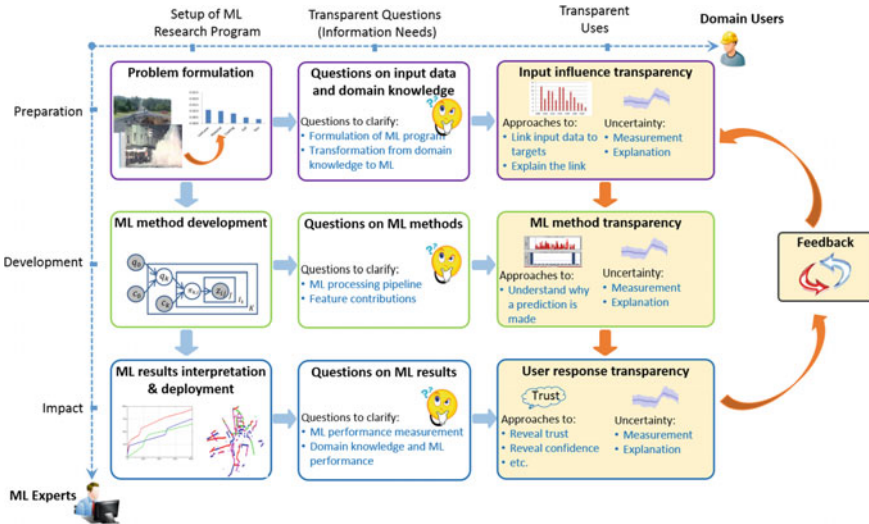 Setup of ML
Research Program
Transparent Questions
(Information Needs)
Transparent
Uses
Domain Users
Preparation
Problem formulation
Questions on input data
and domain knowledge
Questions to clarify:
• Formulation of ML program
• Transformation from domain
knowledge to ML
Input influence transparency
Approaches to:
• Link input data to
targets
• Explain the link
Uncertainty:
• Measurement
• Explanation
Development
ML method development
Questions on ML methods
Questions to clarify:
• ML processing pipeline
• Feature contributions
ML method transparency
Approaches to:
• Understand why
a prediction is
made
Uncertainty:
• Measurement
• Explanation
Feedback
Impact
ML results interpretation
& deployment
Questions on ML results
Questions to clarify:
• ML performance measurement
• Domain knowledge and ML
performance
User response transparency
Trust
Approaches to:
• Reveal trust
• Reveal confidence
• etc.
Uncertainty:
• Measurement
• Explanation
ML Experts